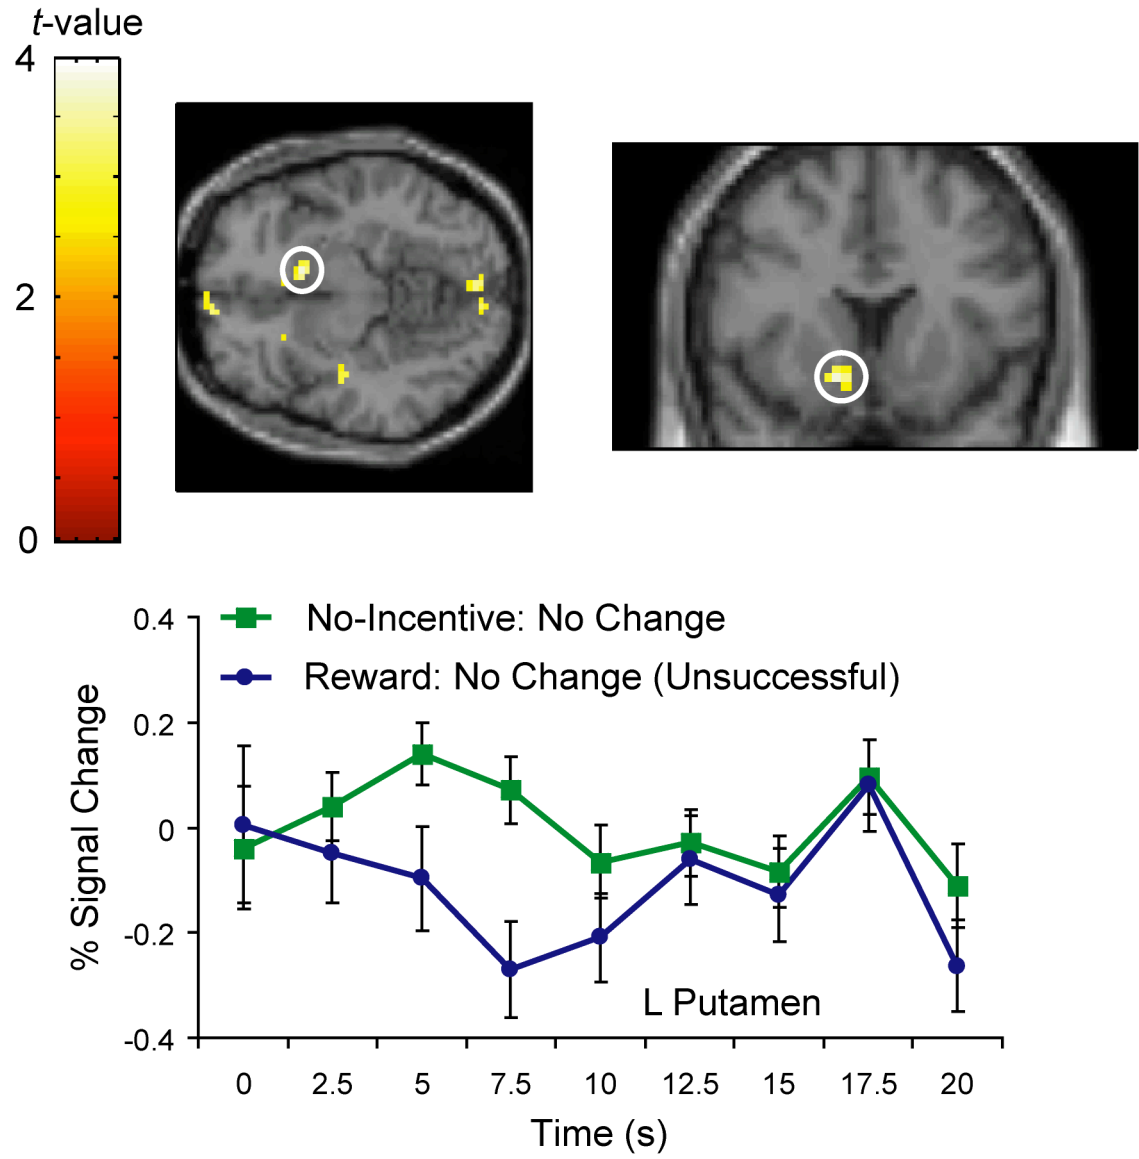 t-value
4
2
0
No-Incentive: No Change
Reward: No Change (Unsuccessful)
% Signal Change
0.4
0.2
0
-0.2
-0.4
L Putamen
0 2.5 5 7.5 10 12.5 15 17.5 20
Time (s)